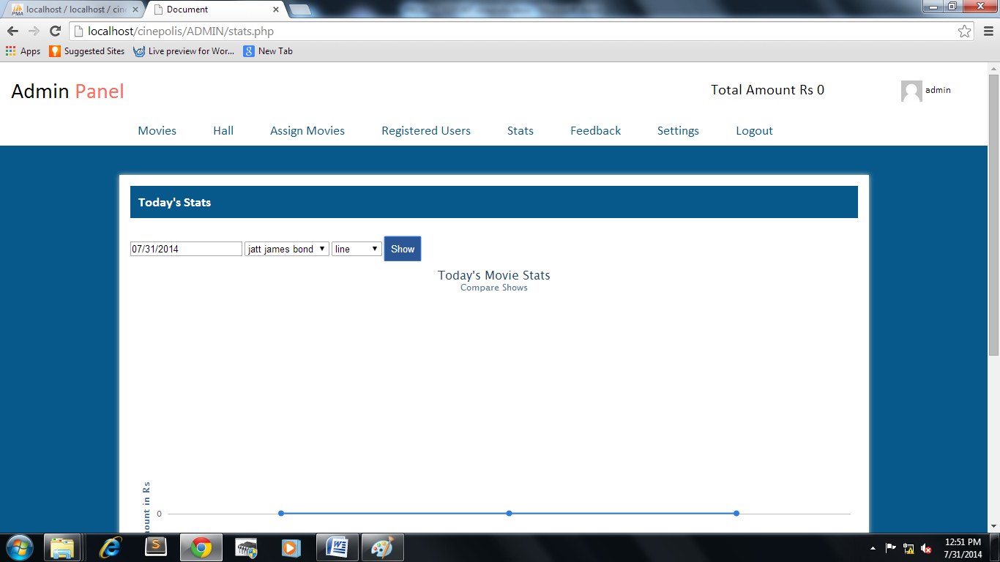 localhost / localhost / cin
Document
localhost/cinepolis/ADMIN/stats.php
Apps Suggested Sites Live preview for Wor... New Tab
Admin Panel
Total Amount Rs 0
admin
Movies Hall Assign Movies Registered Users Stats Feedback Settings Logout
Today's Stats
07/31/2014 jatt james bond line Show
Today's Movie Stats
Compare Shows
ount in Rs
0
12:51 PM
7/31/2014